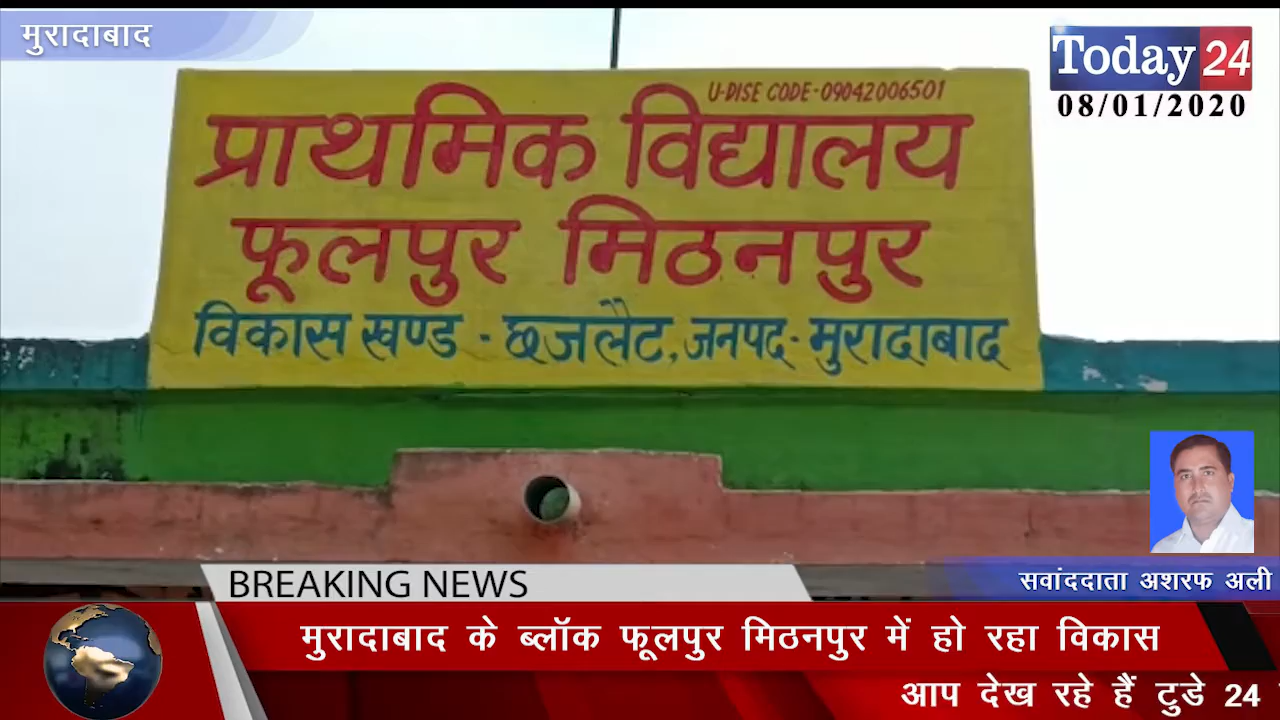 मुरादाबाद
Today 24
08/01/2020
U-DISE CODE-09042006501
प्राथमिक विद्यालय
फूलपुर मिठनपुर
विकास खण्ड - छजलैट, जनपद- मुरादाबाद
सवांददाता अशरफ अली
BREAKING NEWS
मुरादाबाद के ब्लॉक फूलपुर मिठनपुर में हो रहा विकास
आप देख रहे हैं टुडे 24